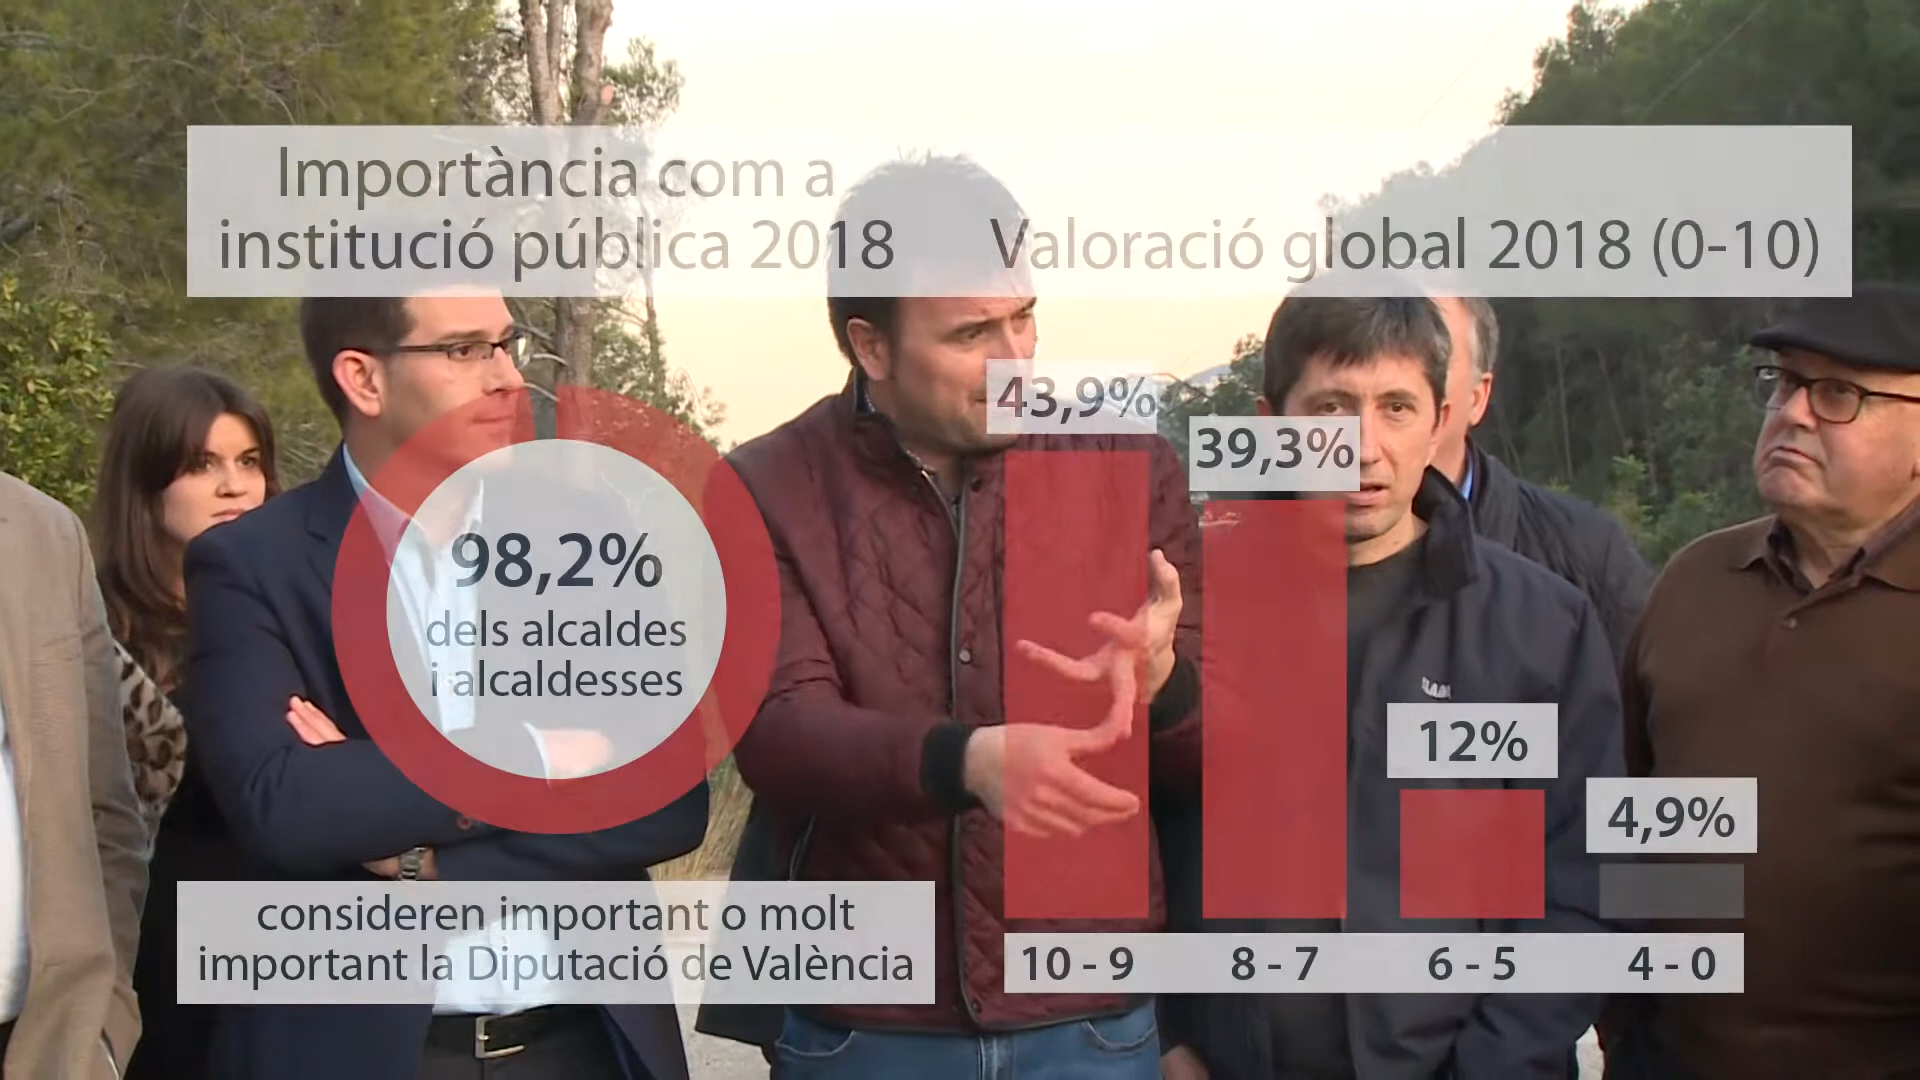 Importància com a
institució pública 2018
Valoració global 2018 (0-10)
98,2%
dels alcaldes
i alcaldesses
consideren important o molt
important la Diputació de València
43,9%
39,3%
12%
4,9%
10 - 9
8 - 7
6 - 5
4 - 0